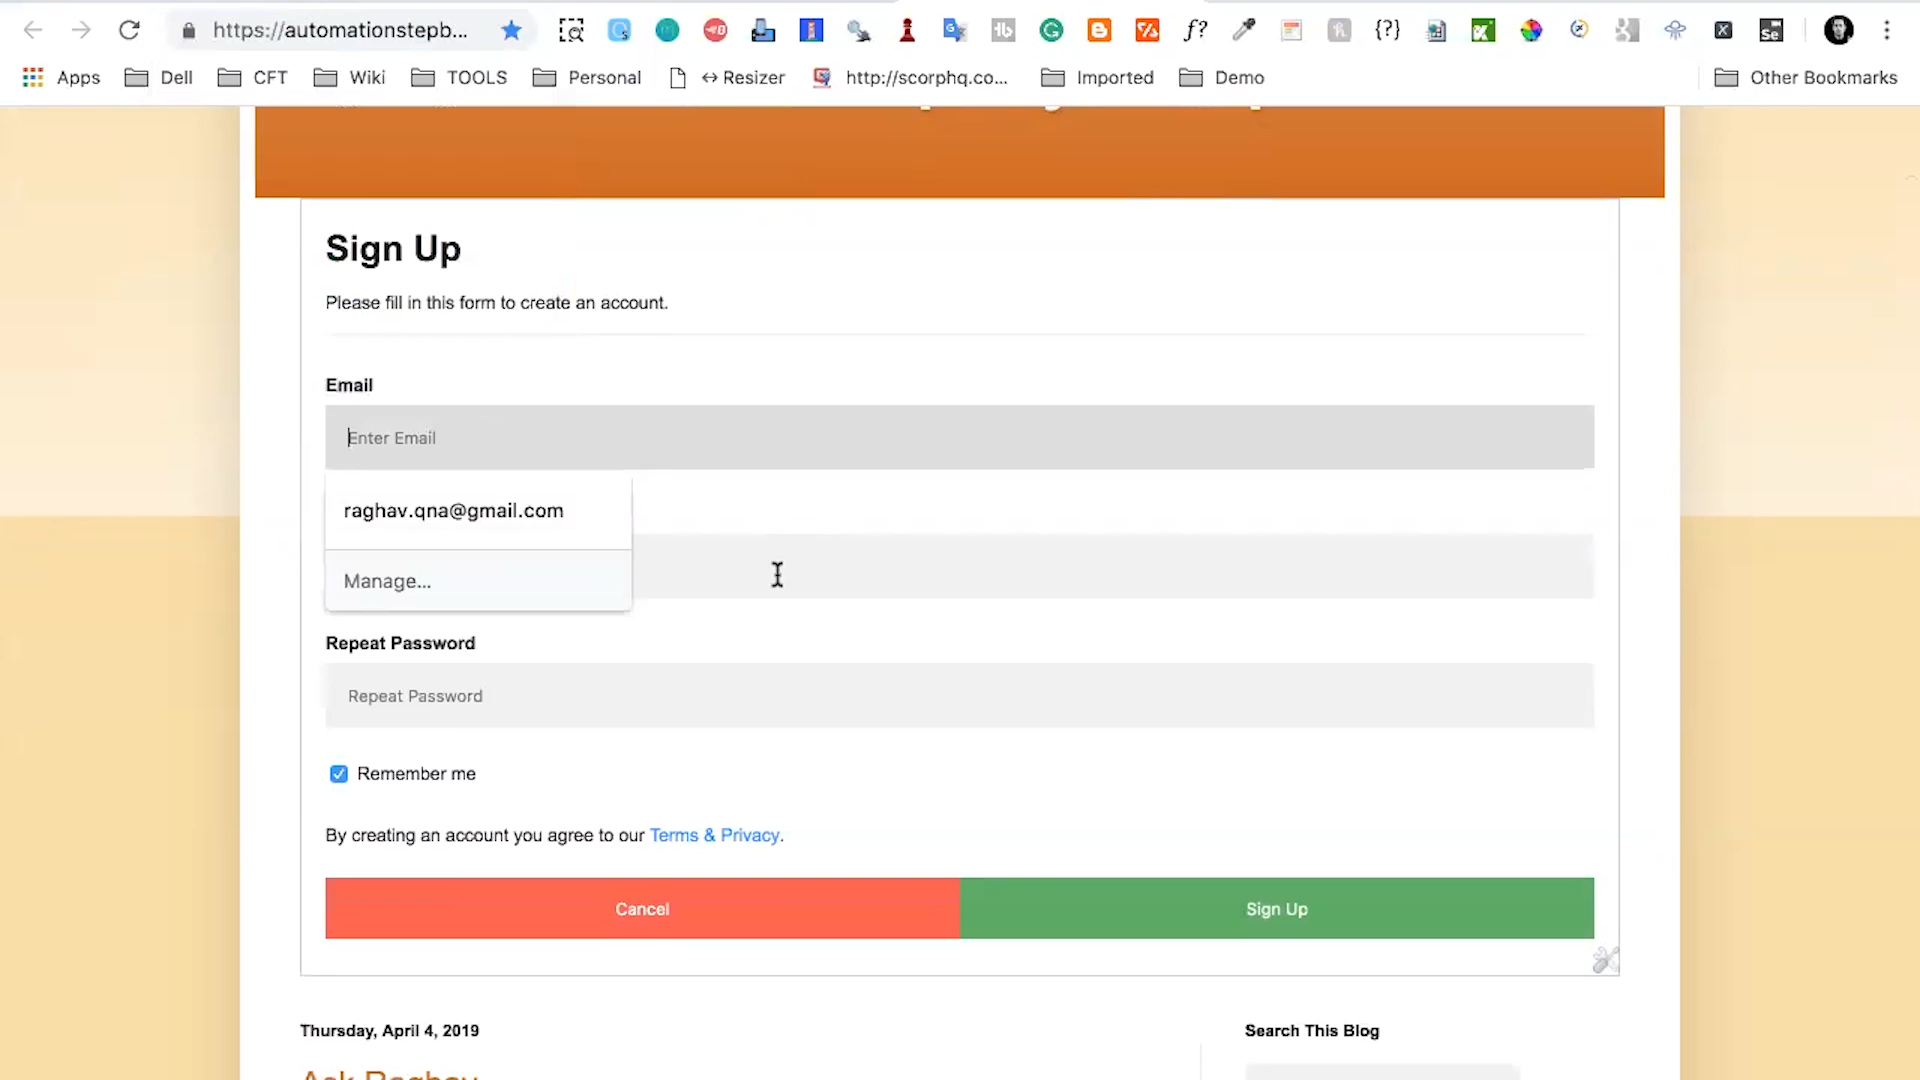 https://automationstepb...
Apps Dell CFT Wiki TOOLS Personal ↔ Resizer http://scorphq.co... Imported Demo Other Bookmarks
Sign Up
Please fill in this form to create an account.
Email
Enter Email
raghav.qna@gmail.com
Manage...
Repeat Password
Repeat Password
Remember me
By creating an account you agree to our Terms & Privacy.
Cancel Sign Up
Thursday, April 4, 2019 Search This Blog
Ask Raghav